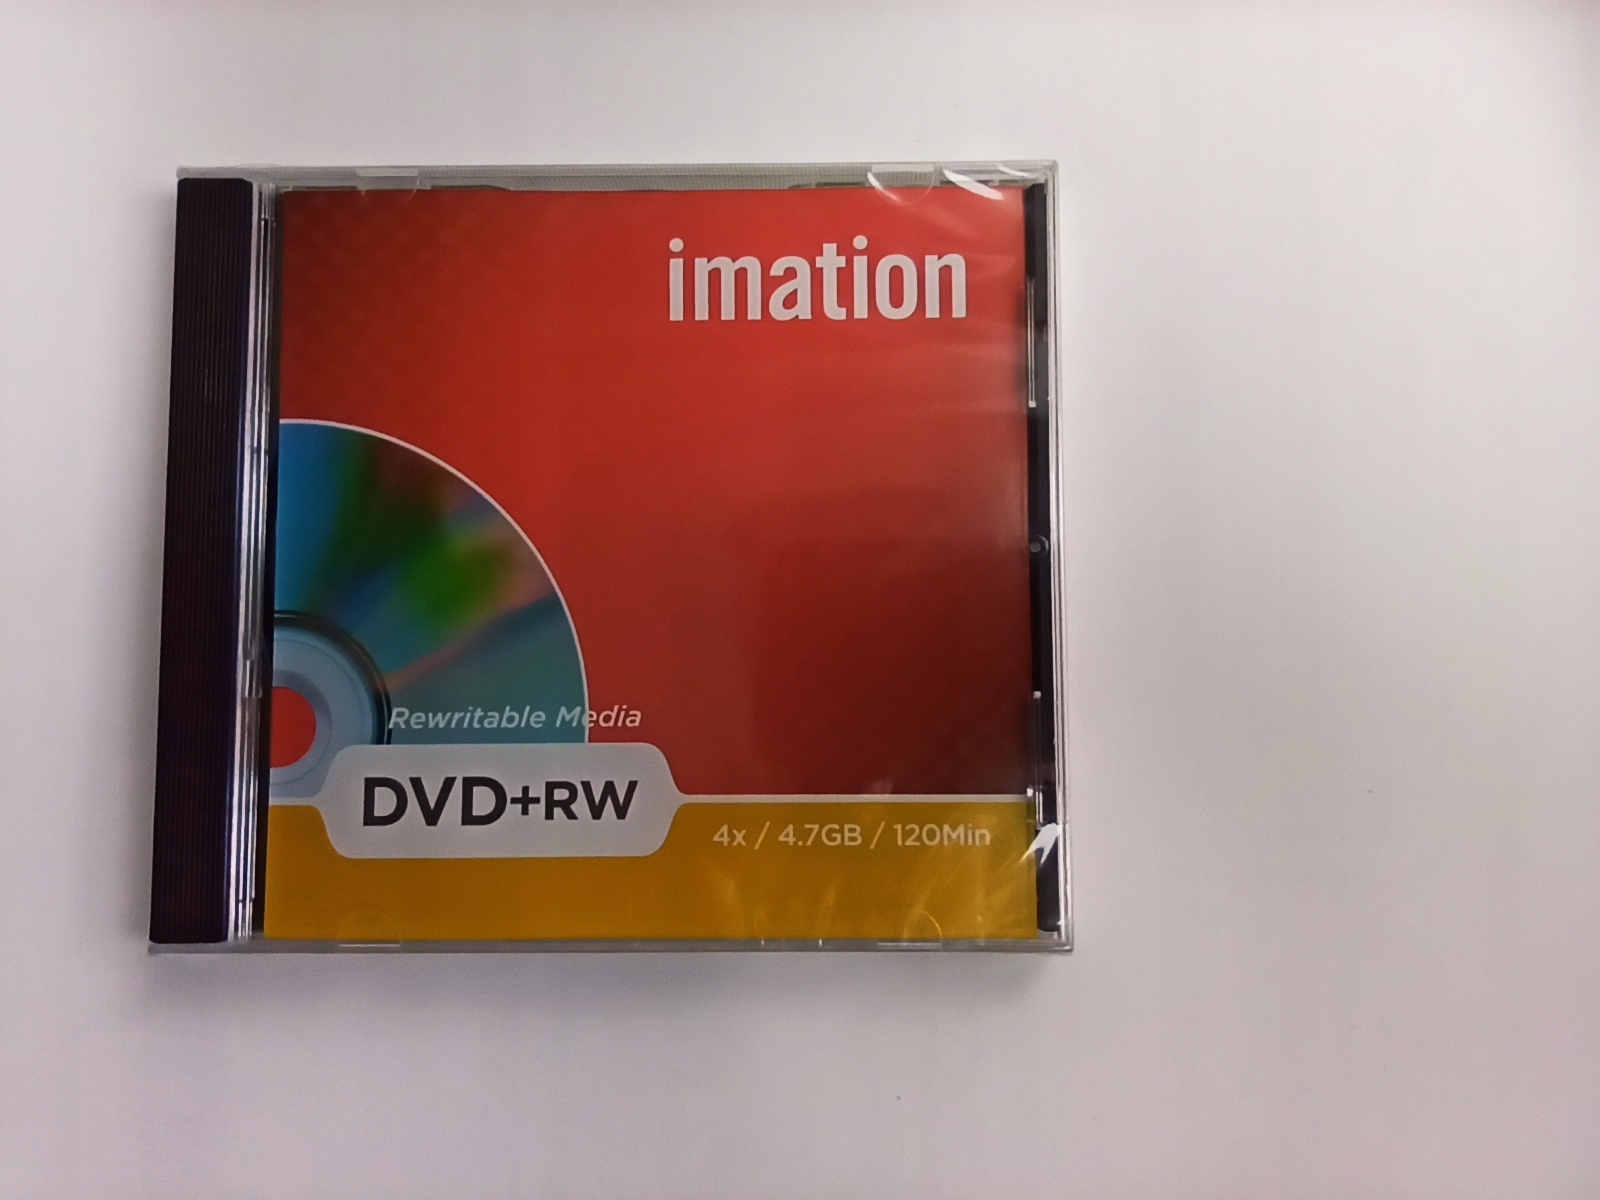 imation
Rewritable Media
DVD+RW
4x / 4.7GB / 120Min